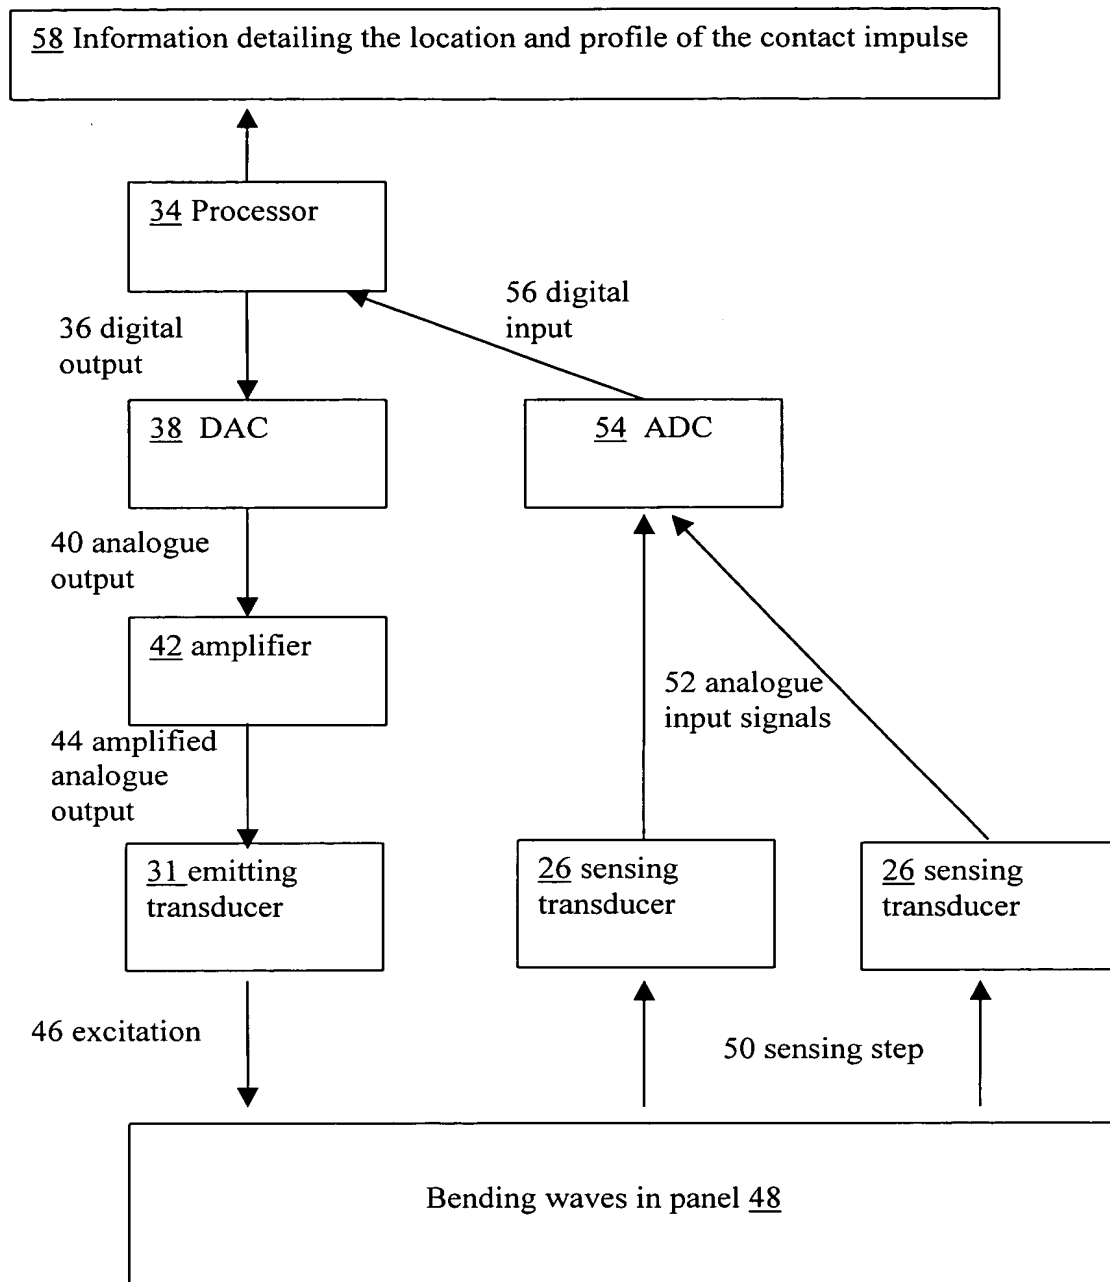 58 Information detailing the location and profile of the contact impulse
34 Processor
56 digital
input
36 digital
output
38 DAC
54 ADC
40 analogue
output
42 amplifier
52 analogue
input signals
44 amplified
analogue
output
31 emitting
transducer
26 sensing
transducer
26 sensing
transducer
46 excitation
50 sensing step
Bending waves in panel 48